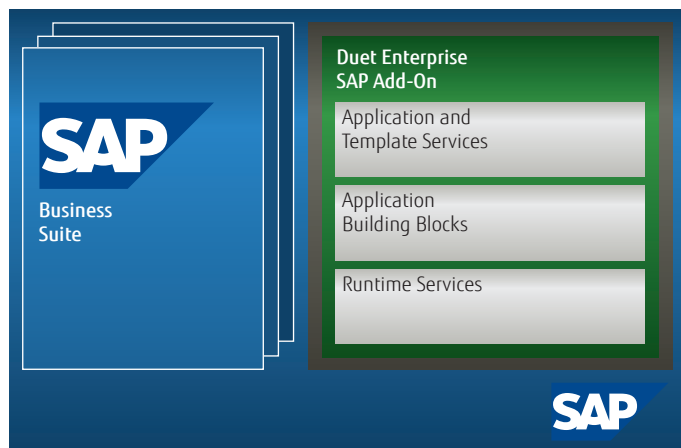 SAP
Business
Suite
Duet Enterprise
SAP Add-On
Application and
Template Services
Application
Building Blocks
Runtime Services
SAP